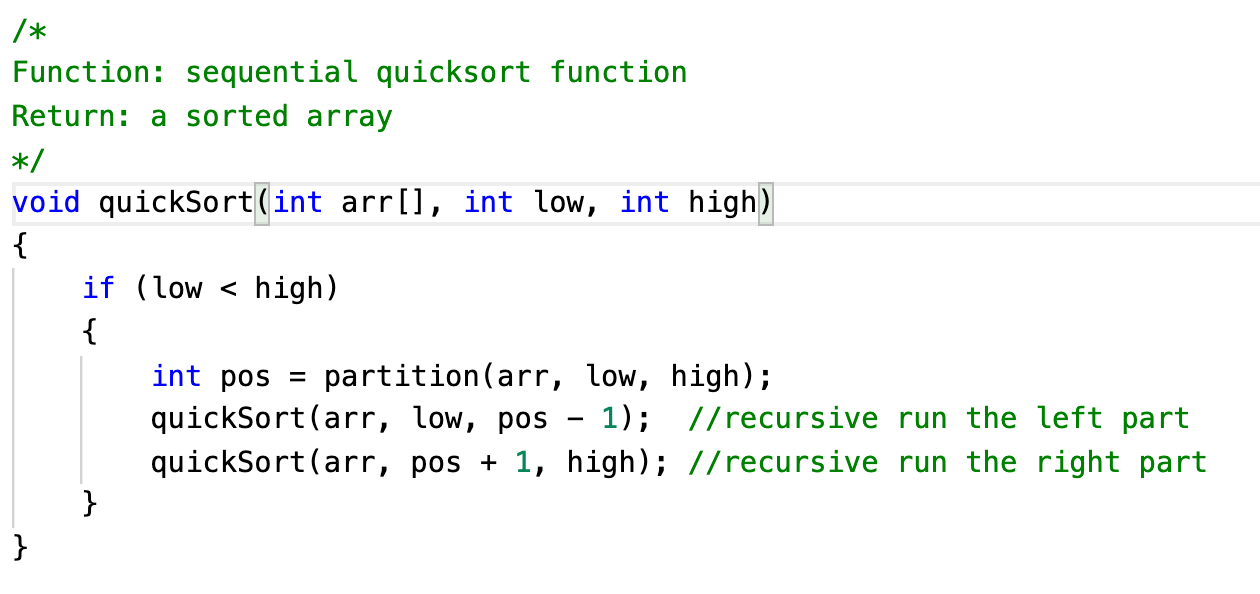 /*
Function: sequential quicksort function
Return: a sorted array
*/
void quickSort(int arr[], int low, int high)
{
    if (low < high)
    {
        int pos = partition(arr, low, high);
        quickSort(arr, low, pos - 1);  //recursive run the left part
        quickSort(arr, pos + 1, high); //recursive run the right part
    }
}